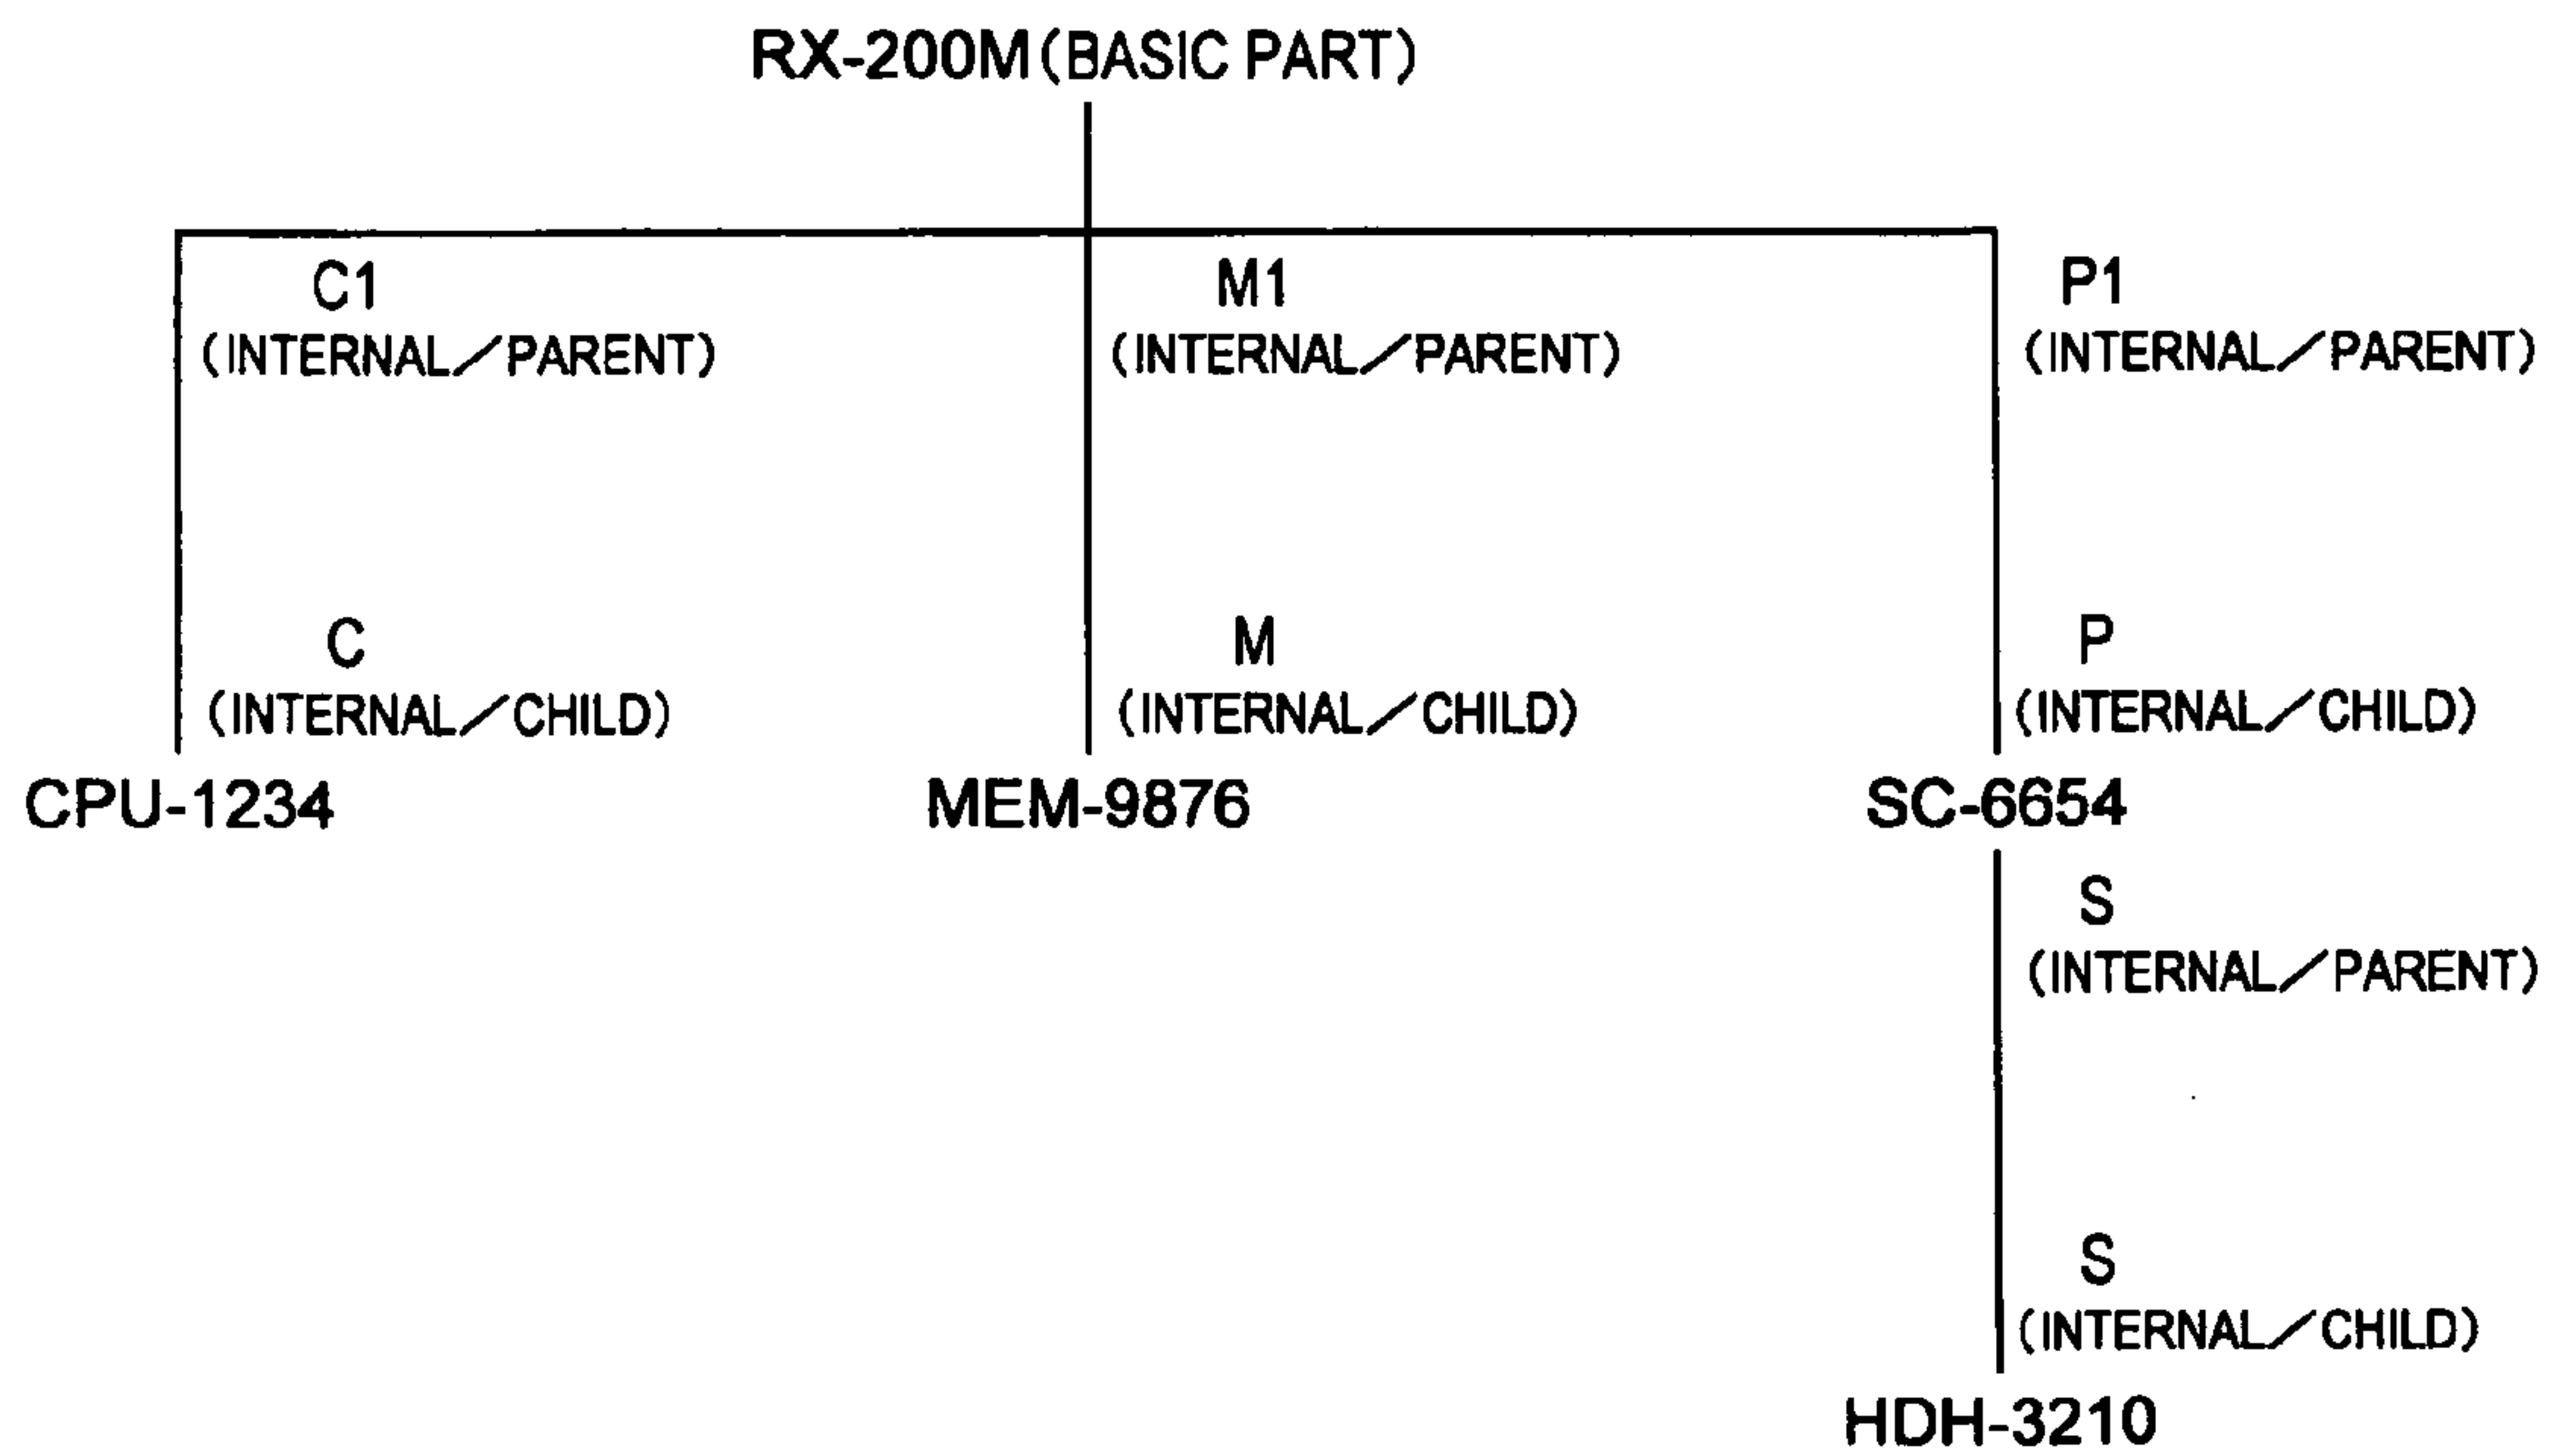 RX-200M(BASIC PART)
C1
(INTERNAL/PARENT)
M1
(INTERNAL/PARENT)
P1
(INTERNAL/PARENT)
C
(INTERNAL/CHILD)
M
(INTERNAL/CHILD)
P
(INTERNAL/CHILD)
CPU-1234
MEM-9876
SC-6654
S
(INTERNAL/PARENT)
S
(INTERNAL/CHILD)
HDH-3210